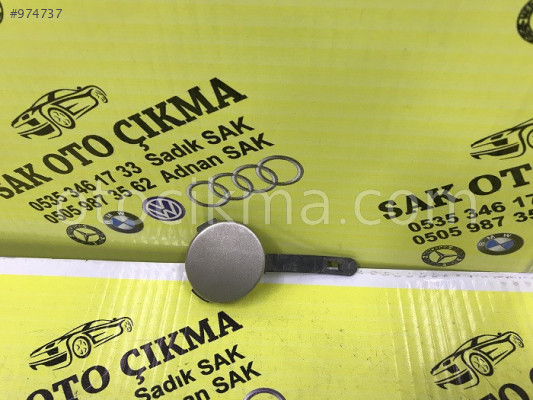 #974737
SAK OTO ÇIKMA
Sadık SAK
Adnan SAK
0535 346 17 33
0505 987 35 62
otocikma.com
SAK OTO
0535 346 17
0505 987 35
OTO ÇIKMA
Sadık SAK
Adnan SAK